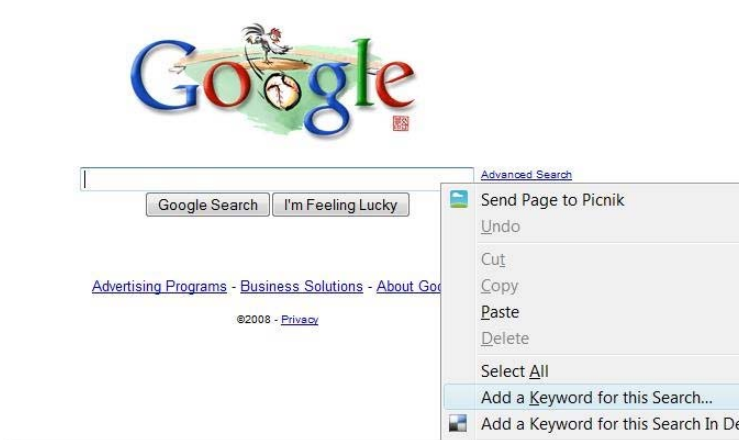 Google
Advanced Search
Google Search I'm Feeling Lucky
Advertising Programs - Business Solutions - About Goo
©2008 - Privacy
Send Page to Picnik
Undo
Cut
Copy
Paste
Delete
Select All
Add a Keyword for this Search...
Add a Keyword for this Search In De